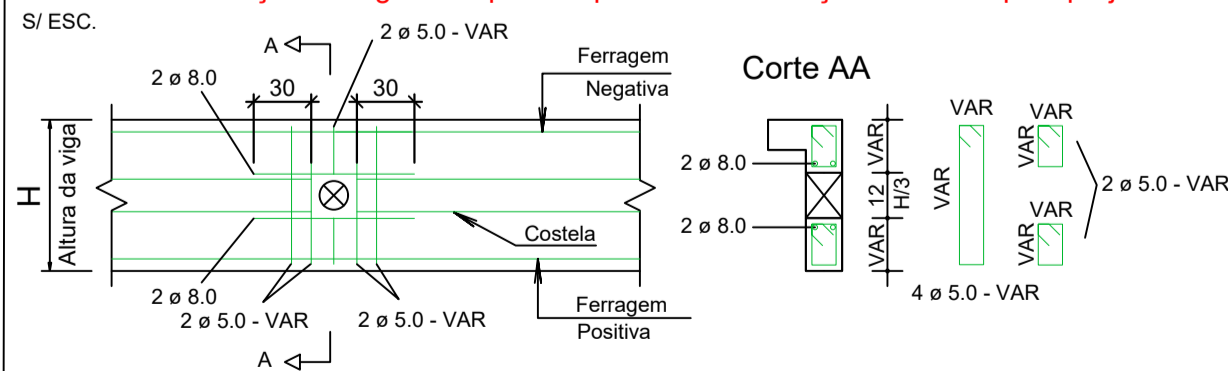 S/ ESC.
A
2 ø 5.0 - VAR
2 ø 8.0
30
30
Ferragem
Negativa
H
Altura da viga
Costela
2 ø 8.0
2 ø 5.0 - VAR
2 ø 5.0 - VAR
Ferragem
Positiva
A
Corte AA
2 ø 8.0
2 ø 8.0
VAR
12
H/3
VAR
VAR
VAR
4 ø 5.0 - VAR
VAR
VAR
VAR
VAR
2 ø 5.0 - VAR